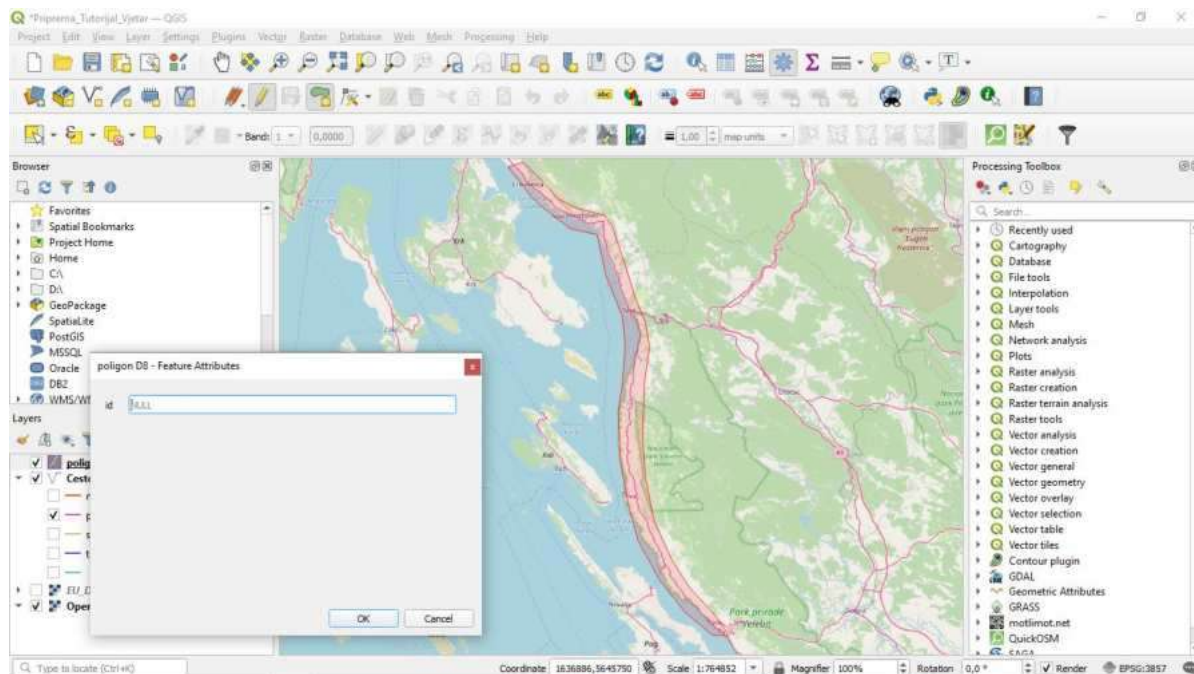 *Priprema_Tutorijal_Vjetar — QGIS
Project Edit View Layer Settings Plugins Vector Raster Database Web Mesh Processing Help
Band: 1 0,0000 1,00 map units
Browser
Favorites
Spatial Bookmarks
Project Home
Home
C:\
D:\
GeoPackage
SpatiaLite
PostGIS
MSSQL
Oracle
DB2
WMS/W
Layers
polig
Cest
EU_D
Oper
poligon D8 - Feature Attributes
id NULL
OK Cancel
Krk
Rab
Pag
Park prirode
Velebit
Processing Toolbox
Search...
Recently used
Cartography
Database
File tools
Interpolation
Layer tools
Mesh
Network analysis
Plots
Raster analysis
Raster creation
Raster terrain analysis
Raster tools
Vector analysis
Vector creation
Vector general
Vector geometry
Vector overlay
Vector selection
Vector table
Vector tiles
Contour plugin
GDAL
Geometric Attributes
GRASS
motlimot.net
QuickOSM
SAGA
Type to locate (Ctrl+K) Coordinate 1636886,5645750 Scale 1:764852 Magnifier 100% Rotation 0,0 ° Render EPSG:3857